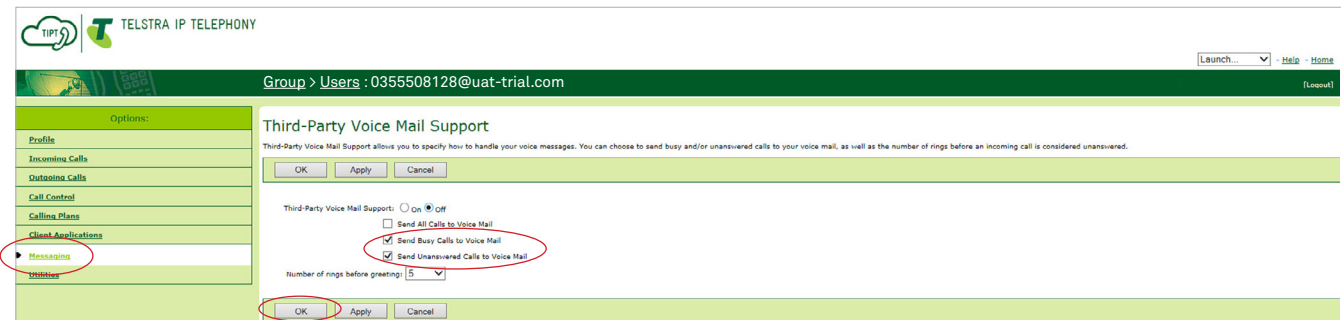 TIPT
TELSTRA IP TELEPHONY
Launch... - Help - Home
Group > Users : 0355508128@uat-trial.com
[Logout]
Options:
Profile
Incoming Calls
Outgoing Calls
Call Control
Calling Plans
Client Applications
Messaging
Utilities
Third-Party Voice Mail Support
Third-Party Voice Mail Support allows you to specify how to handle your voice messages. You can choose to send busy and/or unanswered calls to your voice mail, as well as the number of rings before an incoming call is considered unanswered.
OK Apply Cancel
Third-Party Voice Mail Support: On Off
Send All Calls to Voice Mail
Send Busy Calls to Voice Mail
Send Unanswered Calls to Voice Mail
Number of rings before greeting: 5
OK Apply Cancel